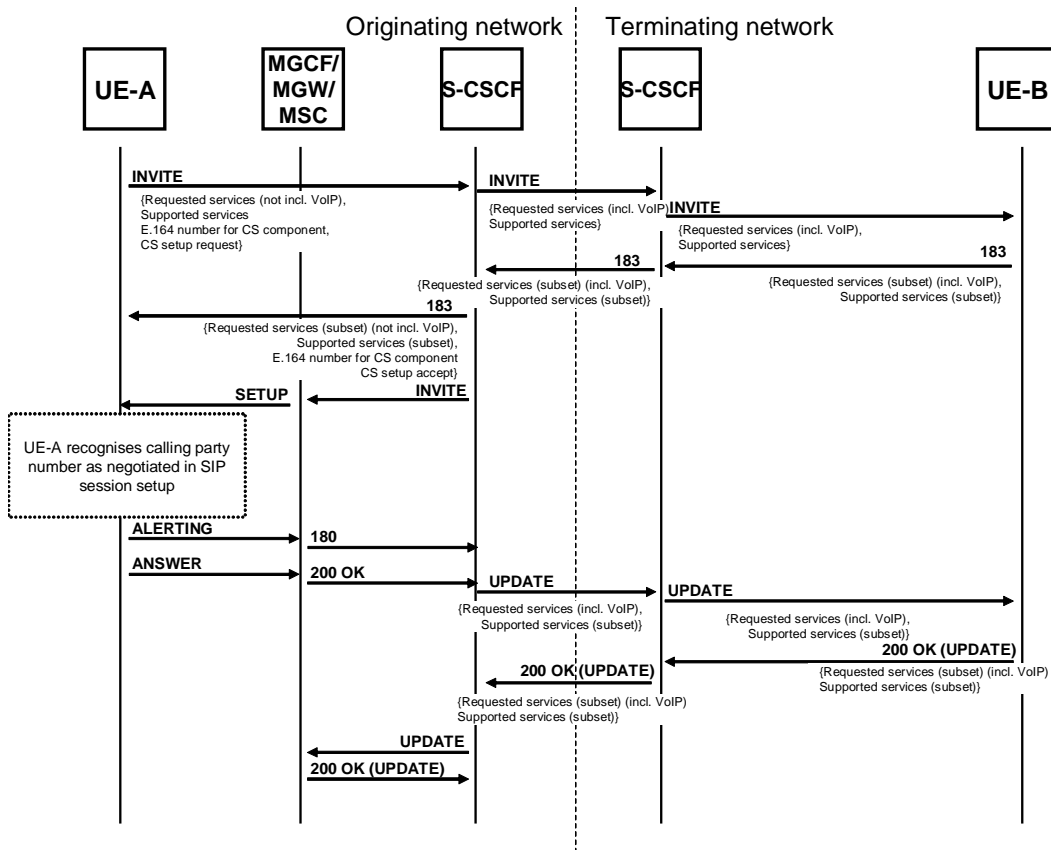 Originating network
Terminating network
UE-A
MGCF/
MGW/
MSC
S-CSCF
S-CSCF
UE-B
INVITE
{Requested services (not incl. VoIP),
Supported services
E.164 number for CS component,
CS setup request}
INVITE
{Requested services (incl. VoIP)
Supported services}
INVITE
{Requested services (incl. VoIP),
Supported services}
183
{Requested services (subset) (incl. VoIP),
Supported services (subset)}
183
{Requested services (subset) (incl. VoIP),
Supported services (subset)}
183
{Requested services (subset) (not incl. VoIP),
Supported services (subset),
E.164 number for CS component
CS setup accept}
INVITE
SETUP
UE-A recognises calling party
number as negotiated in SIP
session setup
ALERTING
180
ANSWER
200 OK
UPDATE
{Requested services (incl. VoIP),
Supported services (subset)}
UPDATE
{Requested services (incl. VoIP),
Supported services (subset)}
200 OK (UPDATE)
{Requested services (subset) (incl. VoIP)
Supported services (subset)}
200 OK (UPDATE)
{Requested services (subset) (incl. VoIP)
Supported services (subset)}
UPDATE
200 OK (UPDATE)